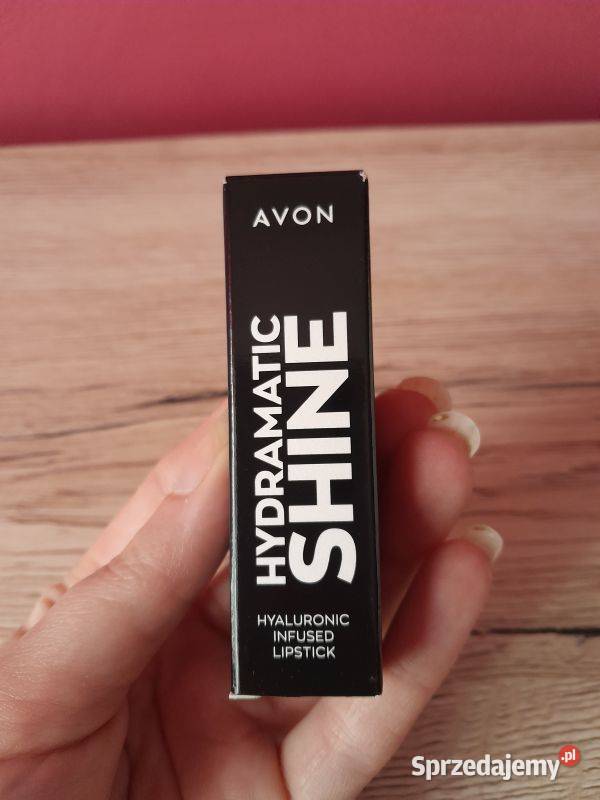 AVON
HYDRAMATIC
SHINE
HYALURONIC
INFUSED
LIPSTICK
Sprzedajemy.pl